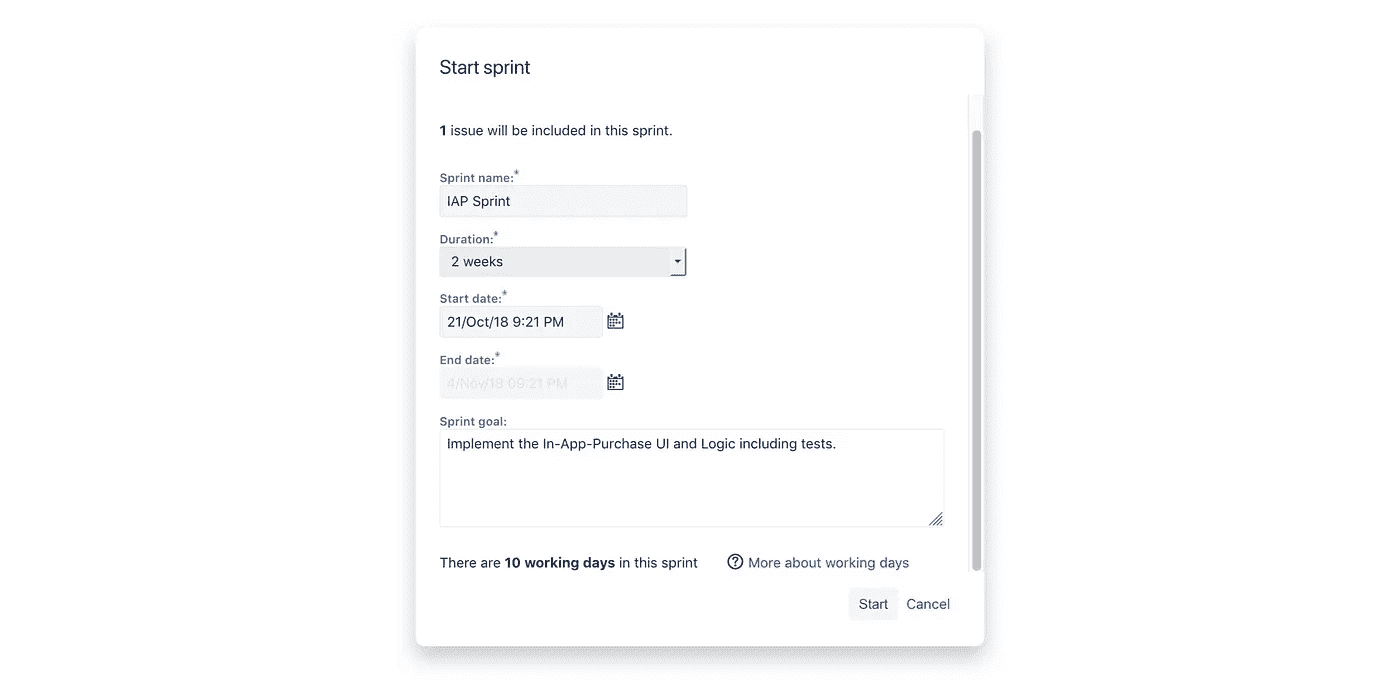 Start sprint
1 issue will be included in this sprint.
Sprint name:*
IAP Sprint
Duration:*
2 weeks
Start date:*
21/Oct/18 9:21 PM
End date:*
4/Nov/18 09:21 PM
Sprint goal:
Implement the In-App-Purchase UI and Logic including tests.
There are 10 working days in this sprint
More about working days
Start
Cancel